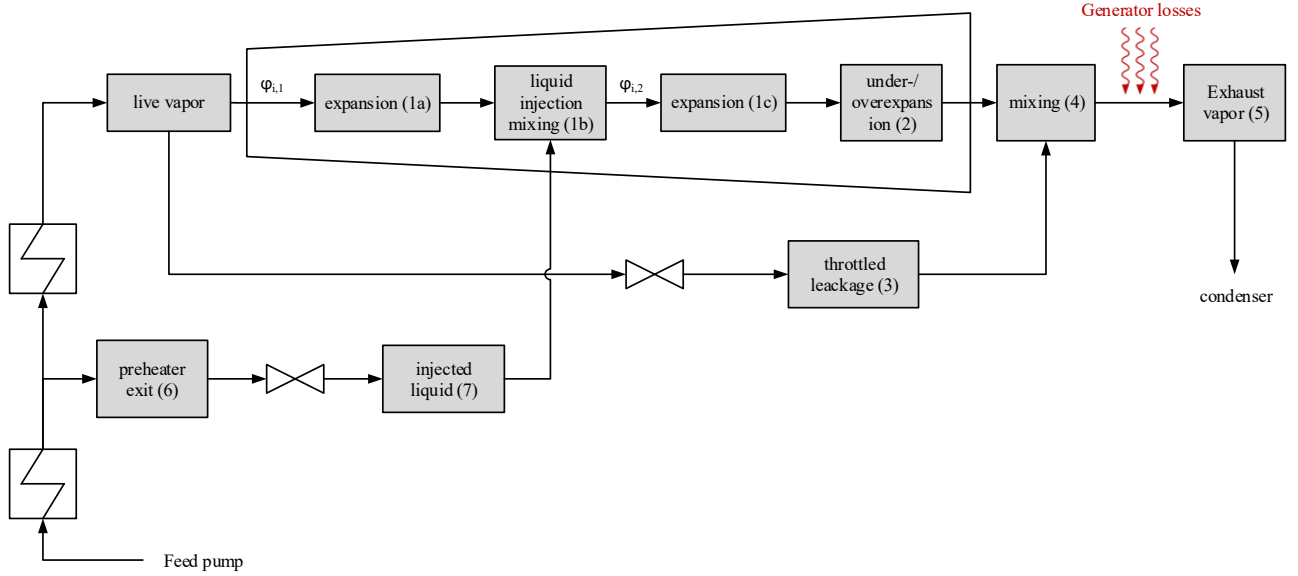 Generator losses
live vapor
φi,1
expansion (1a)
liquid
injection
mixing (1b)
φi,2
expansion (1c)
under-/
overexpans
ion (2)
mixing (4)
Exhaust
vapor (5)
throttled
leackage (3)
condenser
preheater
exit (6)
injected
liquid (7)
Feed pump